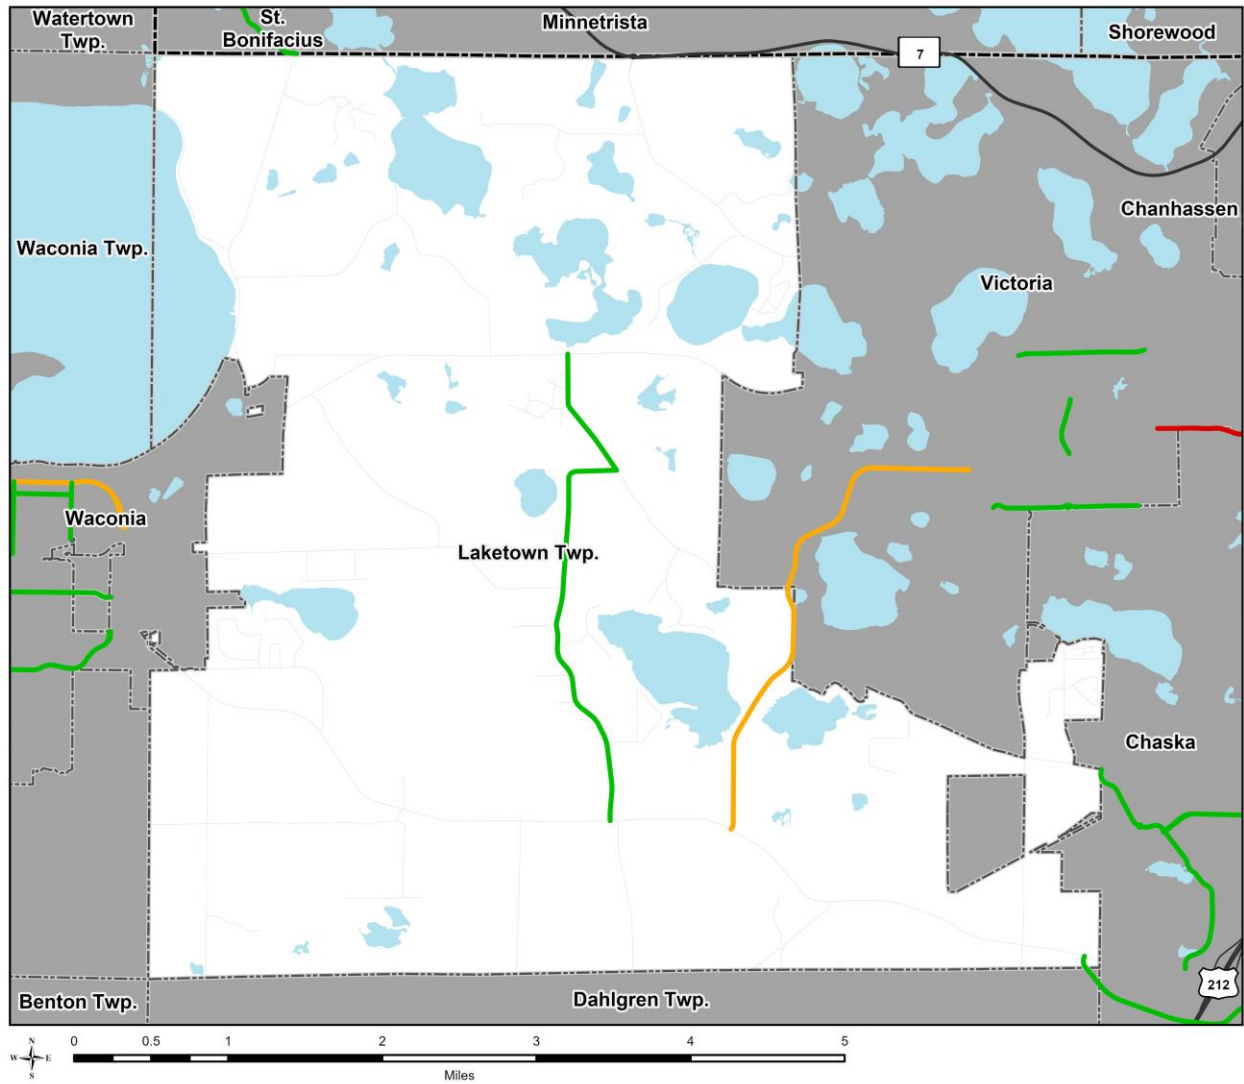 Watertown
Twp.
St.
Bonifacius
Minnetrista
Shorewood
7
Chanhassen
Waconia Twp.
Victoria
Waconia
Laketown Twp.
Chaska
212
Benton Twp.
Dahlgren Twp.
N
W E
S
0 0.5 1 2 3 4 5
Miles